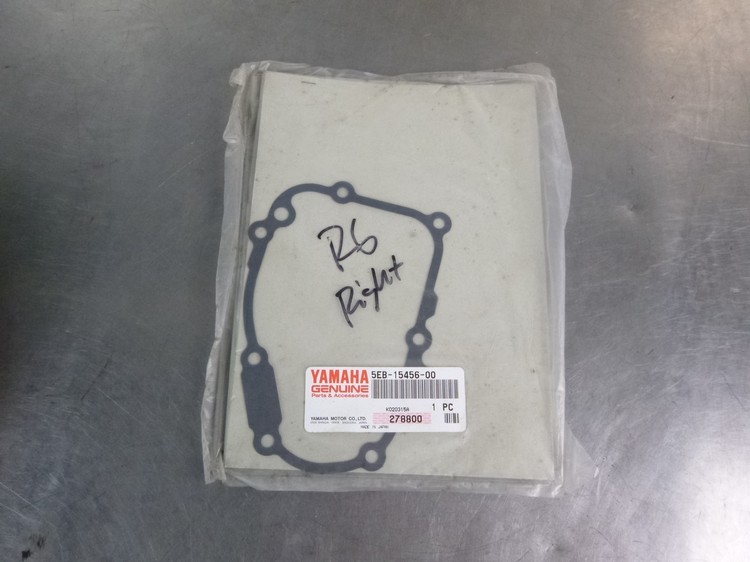 R6
Right
YAMAHA
GENUINE
Parts & Accessories
5EB-15456-00
1 PC
YAMAHA MOTOR CO., LTD.
278800
MADE IN JAPAN